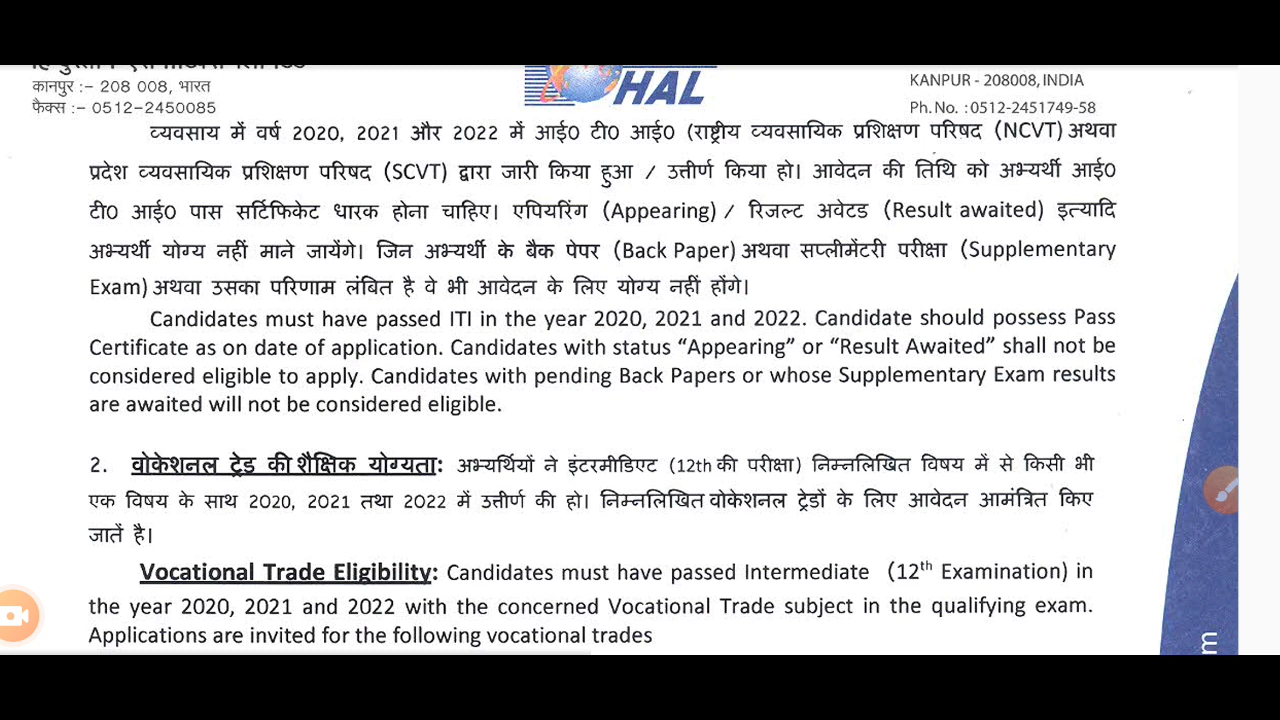 कानपुर :– 208 008, भारत
फैक्स :– 0512-2450085
HAL
KANPUR - 208008, INDIA
Ph.No. : 0512-2451749-58
व्यवसाय में वर्ष 2020, 2021 और 2022 में आई0 टी0 आई0 (राष्ट्रीय व्यवसायिक प्रशिक्षण परिषद (NCVT) अथवा
प्रदेश व्यवसायिक प्रशिक्षण परिषद (SCVT) द्वारा जारी किया हुआ / उत्तीर्ण किया हो। आवेदन की तिथि को अभ्यर्थी आई0
टी0 आई0 पास सर्टिफिकेट धारक होना चाहिए। एपियरिंग (Appearing) / रिजल्ट अवेटड (Result awaited) इत्यादि
अभ्यर्थी योग्य नहीं माने जायेंगे। जिन अभ्यर्थी के बैक पेपर (Back Paper) अथवा सप्लीमेंटरी परीक्षा (Supplementary
Exam) अथवा उसका परिणाम लंबित है वे भी आवेदन के लिए योग्य नहीं होंगे।
Candidates must have passed ITI in the year 2020, 2021 and 2022. Candidate should possess Pass
Certificate as on date of application. Candidates with status “Appearing” or “Result Awaited” shall not be
considered eligible to apply. Candidates with pending Back Papers or whose Supplementary Exam results
are awaited will not be considered eligible.
2. वोकेशनल ट्रेड की शैक्षिक योग्यता: अभ्यर्थियों ने इंटरमीडिएट (12th की परीक्षा) निम्नलिखित विषय में से किसी भी
एक विषय के साथ 2020, 2021 तथा 2022 में उत्तीर्ण की हो। निम्नलिखित वोकेशनल ट्रेडों के लिए आवेदन आमंत्रित किए
जातें है।
Vocational Trade Eligibility: Candidates must have passed Intermediate (12th Examination) in
the year 2020, 2021 and 2022 with the concerned Vocational Trade subject in the qualifying exam.
Applications are invited for the following vocational trades
m